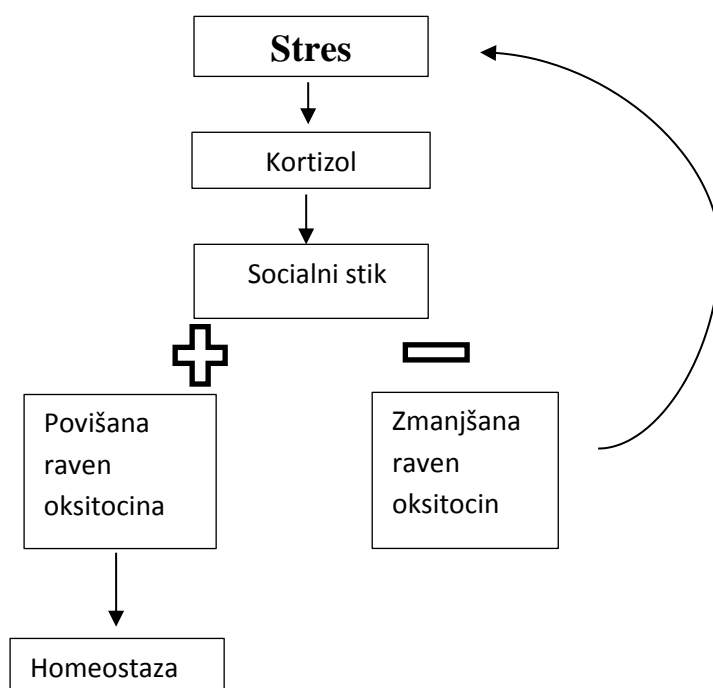 Stres
Kortizol
Socialni stik
Povišana
raven
oksitocina
Zmanjšana
raven
oksitocin
Homeostaza